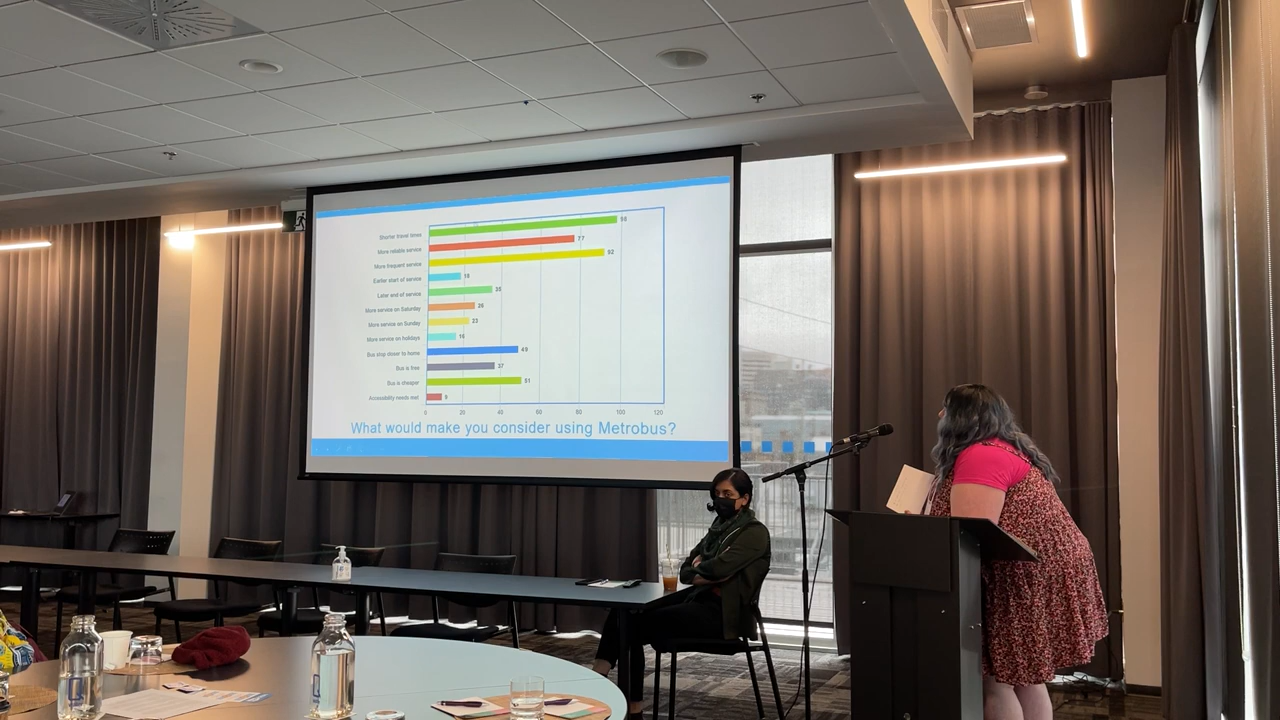 Shorter travel times 98
More reliable service 77
More frequent service 92
Earlier start of service
Later end of service 35
More service on Saturday 26
More service on Sunday 23
More service on holidays 16
Bus stop closer to home 49
Bus is free 37
Bus is cheaper 51
Accessibility needs met 9
0 20 40 60 80 100 120
What would make you consider using Metrobus?